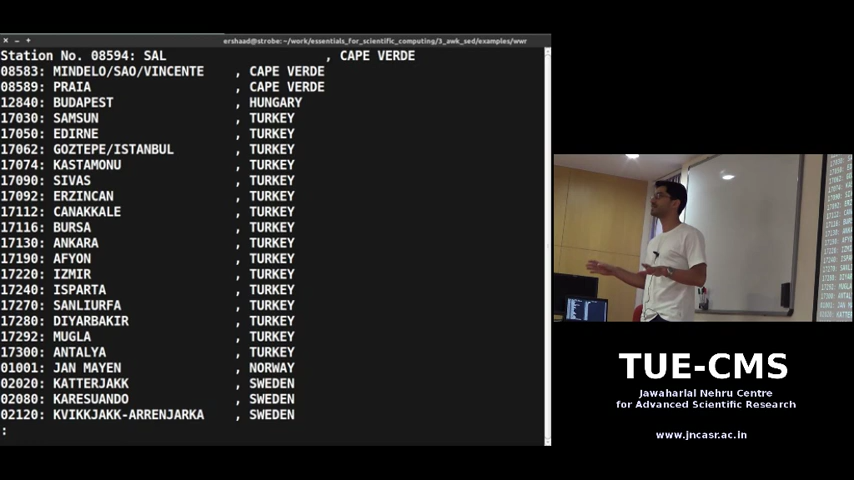 ershaad@strobe: ~/work/essentials_for_scientific_computing/3_awk_sed/examples/wwr
Station No. 08594: SAL , CAPE VERDE
08583: MINDELO/SAO/VINCENTE , CAPE VERDE
08589: PRAIA , CAPE VERDE
12840: BUDAPEST , HUNGARY
17030: SAMSUN , TURKEY
17050: EDIRNE , TURKEY
17062: GOZTEPE/ISTANBUL , TURKEY
17074: KASTAMONU , TURKEY
17090: SIVAS , TURKEY
17092: ERZINCAN , TURKEY
17112: CANAKKALE , TURKEY
17116: BURSA , TURKEY
17130: ANKARA , TURKEY
17190: AFYON , TURKEY
17220: IZMIR , TURKEY
17240: ISPARTA , TURKEY
17270: SANLIURFA , TURKEY
17280: DIYARBAKIR , TURKEY
17292: MUGLA , TURKEY
17300: ANTALYA , TURKEY
01001: JAN MAYEN , NORWAY
02020: KATTERJAKK , SWEDEN
02080: KARESUANDO , SWEDEN
02120: KVIKKJAKK-ARRENJARKA , SWEDEN
:
TUE-CMS
Jawaharlal Nehru Centre
for Advanced Scientific Research
www.jncasr.ac.in